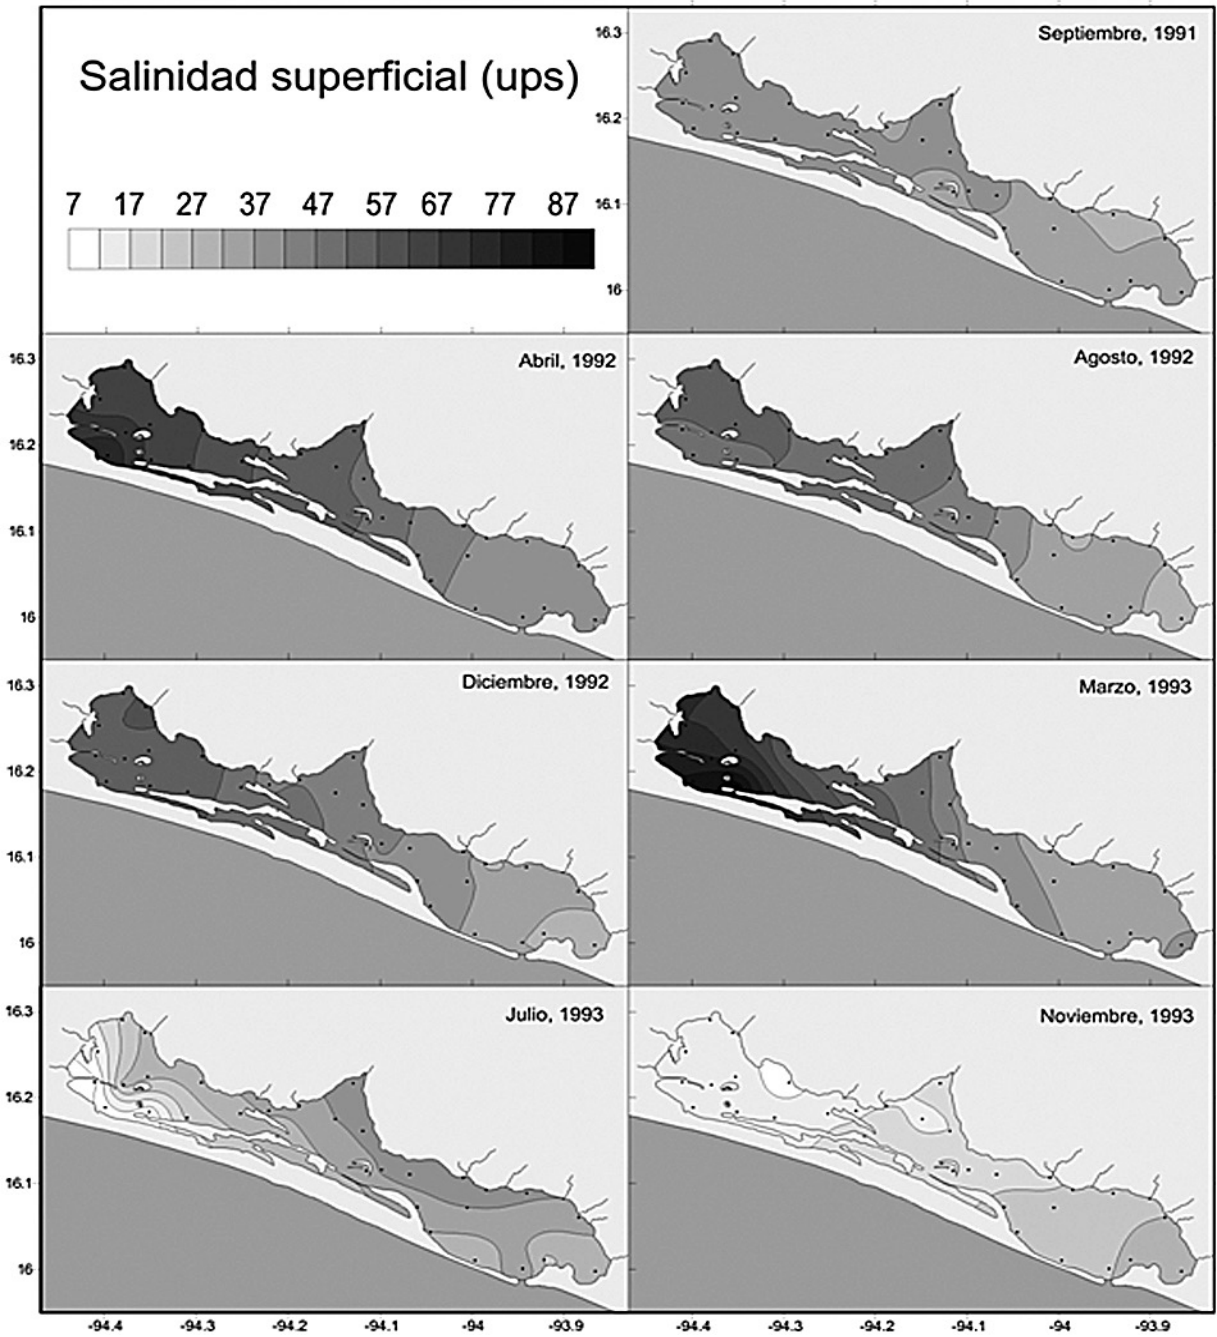 Salinidad superficial (ups)
7 17 27 37 47 57 67 77 87
Septiembre, 1991
16.3
16.2
16.1
16
Abril, 1992
16.3
16.2
16.1
16
Agosto, 1992
Diciembre, 1992
16.3
16.2
16.1
16
Marzo, 1993
Julio, 1993
16.3
16.2
16.1
16
Noviembre, 1993
-94.4 -94.3 -94.2 -94.1 -94 -93.9
-94.4 -94.3 -94.2 -94.1 -94 -93.9